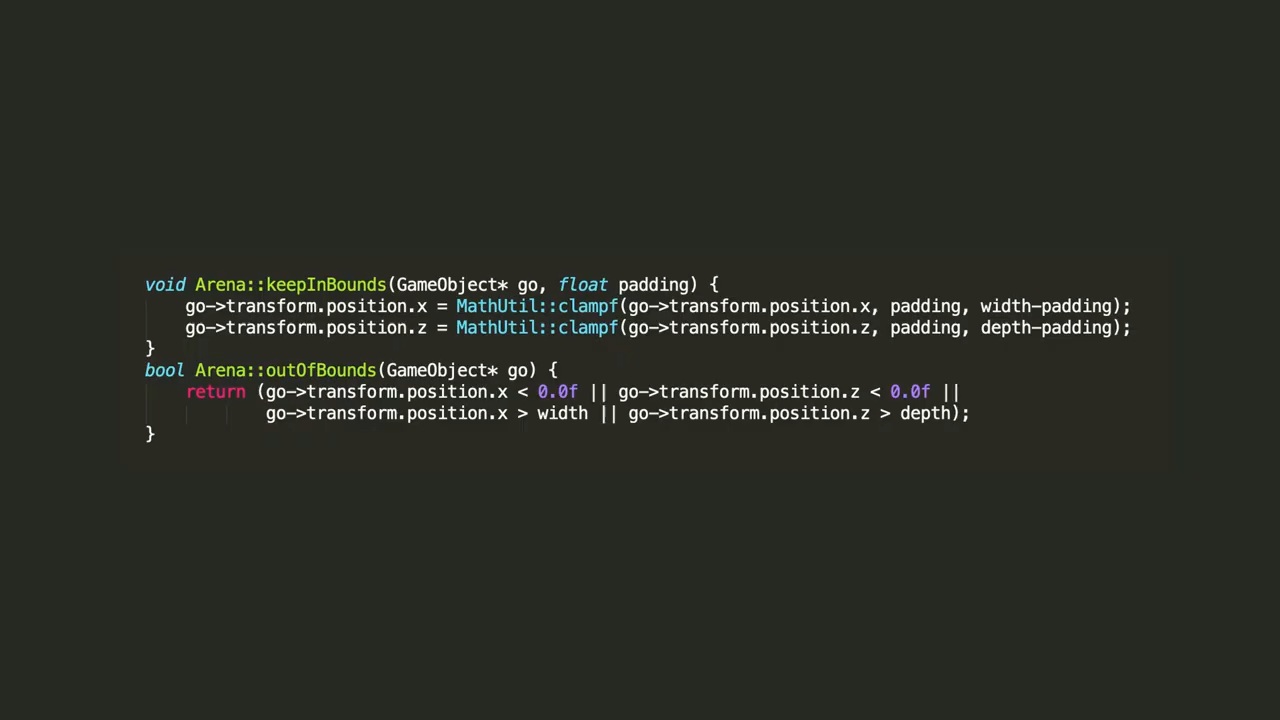 void Arena::keepInBounds(GameObject* go, float padding) {
    go->transform.position.x = MathUtil::clampf(go->transform.position.x, padding, width-padding);
    go->transform.position.z = MathUtil::clampf(go->transform.position.z, padding, depth-padding);
}
bool Arena::outOfBounds(GameObject* go) {
    return (go->transform.position.x < 0.0f || go->transform.position.z < 0.0f ||
            go->transform.position.x > width || go->transform.position.z > depth);
}